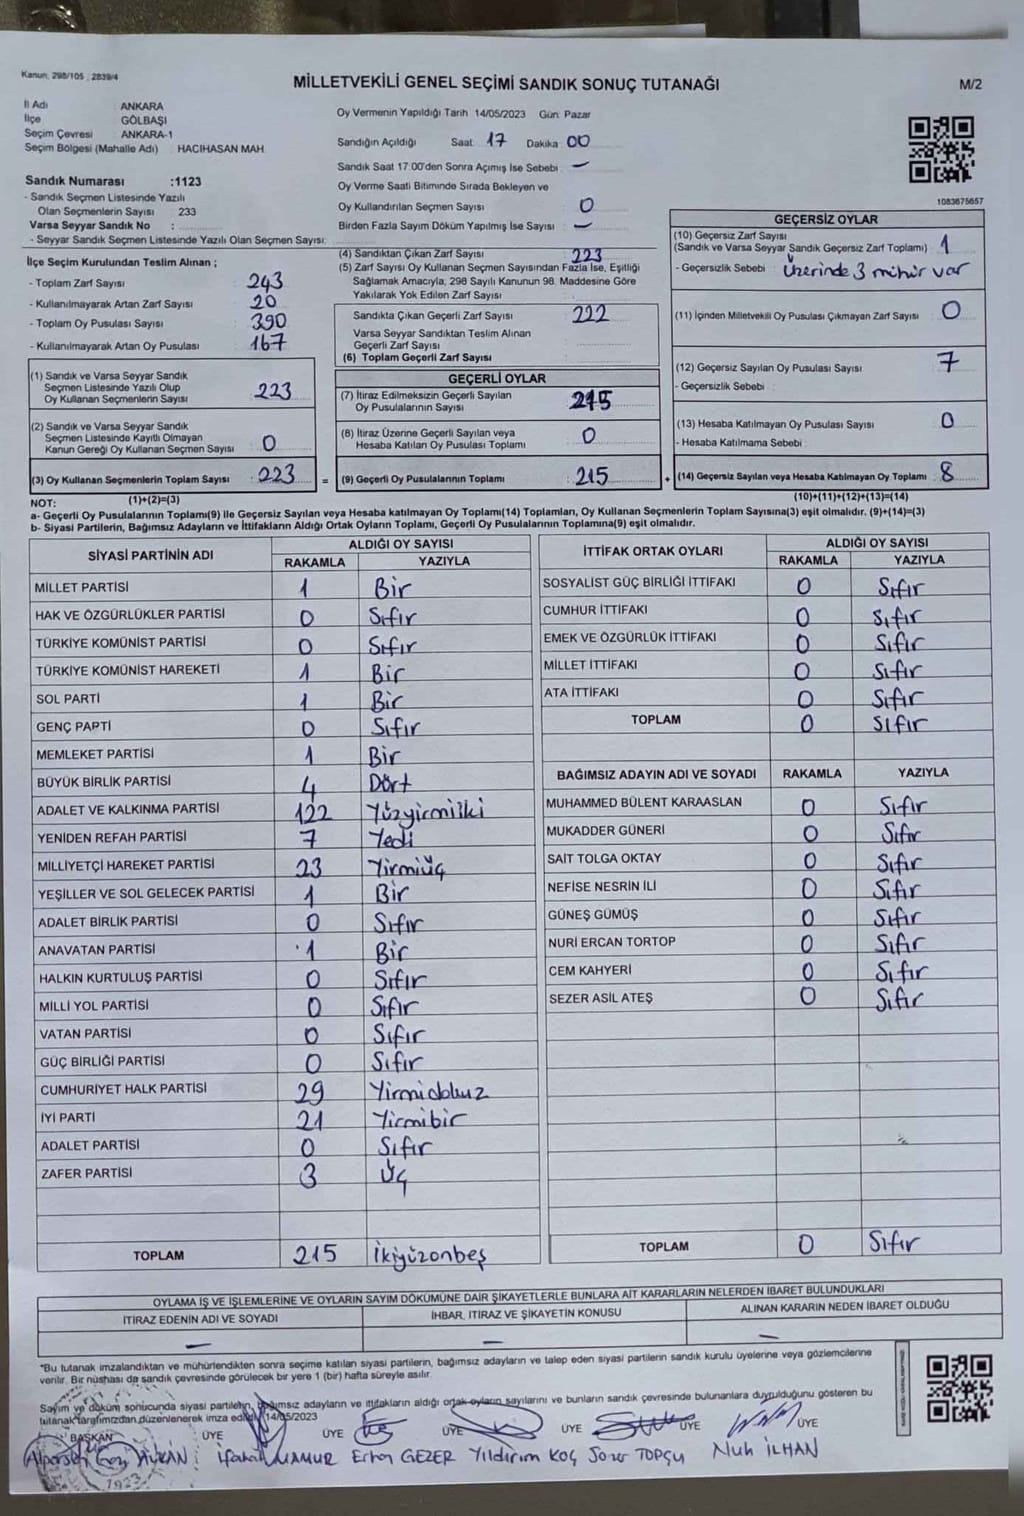 Kanun: 298/105 ; 2839/4
MİLLETVEKİLİ GENEL SEÇİMİ SANDIK SONUÇ TUTANAĞI
M/2
İl Adı ANKARA
İlçe GÖLBAŞI
Seçim Çevresi ANKARA-1
Seçim Bölgesi (Mahalle Adı) HACIHASAN MAH.
Sandık Numarası :1123
- Sandık Seçmen Listesinde Yazılı
Olan Seçmenlerin Sayısı 233
Varsa Seyyar Sandık No :
- Seyyar Sandık Seçmen Listesinde Yazılı Olan Seçmen Sayısı:
İlçe Seçim Kurulundan Teslim Alınan ;
- Toplam Zarf Sayısı 243
- Kullanılmayarak Artan Zarf Sayısı 20
- Toplam Oy Pusulası Sayısı 390
- Kullanılmayarak Artan Oy Pusulası 167
(1) Sandık ve Varsa Seyyar Sandık
Seçmen Listesinde Yazılı Olup
Oy Kullanan Seçmenlerin Sayısı 223
(2) Sandık ve Varsa Seyyar Sandık
Seçmen Listesinde Kayıtlı Olmayan
Kanun Gereği Oy Kullanan Seçmen Sayısı 0
(3) Oy Kullanan Seçmenlerin Toplam Sayısı 223 =
(1)+(2)=(3)
Oy Vermenin Yapıldığı Tarih 14/05/2023 Gün: Pazar
Sandığın Açıldığı Saat 17 Dakika 00
Sandık Saat 17:00'den Sonra Açımış İse Sebebi —
Oy Verme Saati Bitiminde Sırada Bekleyen ve
Oy Kullandırılan Seçmen Sayısı 0
Birden Fazla Sayım Döküm Yapılmış İse Sayısı —
(4) Sandıktan Çıkan Zarf Sayısı 223
(5) Zarf Sayısı Oy Kullanan Seçmen Sayısından Fazla İse, Eşitliği
Sağlamak Amacıyla; 298 Sayılı Kanunun 98. Maddesine Göre
Yakılarak Yok Edilen Zarf Sayısı
Sandıkta Çıkan Geçerli Zarf Sayısı 222
Varsa Seyyar Sandıktan Teslim Alınan
Geçerli Zarf Sayısı
(6) Toplam Geçerli Zarf Sayısı
GEÇERLİ OYLAR
(7) İtiraz Edilmeksizin Geçerli Sayılan
Oy Pusulalarının Sayısı 215
(8) İtiraz Üzerine Geçerli Sayılan veya
Hesaba Katılan Oy Pusulası Toplamı 0
(9) Geçerli Oy Pusulalarının Toplamı 215 +
1083675657
GEÇERSİZ OYLAR
(10) Geçersiz Zarf Sayısı
(Sandık ve Varsa Seyyar Sandık Geçersiz Zarf Toplamı) 1
- Geçersizlik Sebebi Üzerinde 3 mühür var
(11) İçinden Milletvekili Oy Pusulası Çıkmayan Zarf Sayısı 0
(12) Geçersiz Sayılan Oy Pusulası Sayısı 7
- Geçersizlik Sebebi
(13) Hesaba Katılmayan Oy Pusulası Sayısı 0
- Hesaba Katılmama Sebebi
(14) Geçersiz Sayılan veya Hesaba Katılmayan Oy Toplamı 8
(10)+(11)+(12)+(13)=(14)
NOT:
a- Geçerli Oy Pusulalarının Toplamı(9) ile Geçersiz Sayılan veya Hesaba katılmayan Oy Toplamı(14) Toplamları, Oy Kullanan Seçmenlerin Toplam Sayısına(3) eşit olmalıdır. (9)+(14)=(3)
b- Siyasi Partilerin, Bağımsız Adayların ve İttifakların Aldığı Ortak Oyların Toplamı, Geçerli Oy Pusulalarının Toplamına(9) eşit olmalıdır.
SİYASİ PARTİNİN ADI ALDIĞI OY SAYISI
RAKAMLA YAZIYLA
MİLLET PARTİSİ 1 Bir
HAK VE ÖZGÜRLÜKLER PARTİSİ 0 Sıfır
TÜRKİYE KOMÜNİST PARTİSİ 0 Sıfır
TÜRKİYE KOMÜNİST HAREKETİ 1 Bir
SOL PARTİ 1 Bir
GENÇ PAPTİ 0 Sıfır
MEMLEKET PARTİSİ 1 Bir
BÜYÜK BİRLİK PARTİSİ 4 Dört
ADALET VE KALKINMA PARTİSİ 122 Yüzyirmiiki
YENİDEN REFAH PARTİSİ 7 Yedi
MİLLİYETÇİ HAREKET PARTİSİ 23 Yirmiüç
YEŞİLLER VE SOL GELECEK PARTİSİ 1 Bir
ADALET BİRLİK PARTİSİ 0 Sıfır
ANAVATAN PARTİSİ 1 Bir
HALKIN KURTULUŞ PARTİSİ 0 Sıfır
MİLLİ YOL PARTİSİ 0 Sıfır
VATAN PARTİSİ 0 Sıfır
GÜÇ BİRLİĞİ PARTİSİ 0 Sıfır
CUMHURİYET HALK PARTİSİ 29 Yirmidokuz
İYİ PARTİ 21 Yirmibir
ADALET PARTİSİ 0 Sıfır
ZAFER PARTİSİ 3 Üç
TOPLAM 215 İkiyüzonbeş
İTTİFAK ORTAK OYLARI ALDIĞI OY SAYISI
RAKAMLA YAZIYLA
SOSYALİST GÜÇ BİRLİĞİ İTTİFAKI 0 Sıfır
CUMHUR İTTİFAKI 0 Sıfır
EMEK VE ÖZGÜRLÜK İTTİFAKI 0 Sıfır
MİLLET İTTİFAKI 0 Sıfır
ATA İTTİFAKI 0 Sıfır
TOPLAM 0 Sıfır
BAĞIMSIZ ADAYIN ADI VE SOYADI RAKAMLA YAZIYLA
MUHAMMED BÜLENT KARAASLAN 0 Sıfır
MUKADDER GÜNERİ 0 Sıfır
SAİT TOLGA OKTAY 0 Sıfır
NEFİSE NESRİN İLİ 0 Sıfır
GÜNEŞ GÜMÜŞ 0 Sıfır
NURİ ERCAN TORTOP 0 Sıfır
CEM KAHYERİ 0 Sıfır
SEZER ASİL ATEŞ 0 Sıfır
TOPLAM 0 Sıfır
OYLAMA İŞ VE İŞLEMLERİNE VE OYLARIN SAYIM DÖKÜMÜNE DAİR ŞİKAYETLERLE BUNLARA AİT KARARLARIN NELERDEN İBARET BULUNDUKLARI
İTİRAZ EDENİN ADI VE SOYADI İHBAR, İTİRAZ VE ŞİKAYETİN KONUSU ALINAN KARARIN NEDEN İBARET OLDUĞU
— — —
"Bu tutanak imzalandıktan ve mühürlendikten sonra seçime katılan siyasi partilerin, bağımsız adayların ve talep eden siyasi partilerin sandık kurulu üyelerine veya gözlemcilerine
verilir. Bir nüshası da sandık çevresinde görülecek bir yere 1 (bir) hafta süreyle asılır.
Sayım ve döküm sonucunda siyasi partilerin, bağımsız adayların ve ittifakların aldığı ortak oyların sayılarını ve bunların sandık çevresinde bulunanlara duyulduğunu gösteren bu
tutanak tarafımızdan düzenlenerek imza edildi 14/05/2023
BAŞKAN ÜYE ÜYE ÜYE ÜYE ÜYE ÜYE
MAMUR Erhan GEZER Yıldırım KOÇ Soner TOPÇU Nuh İLHAN
1923